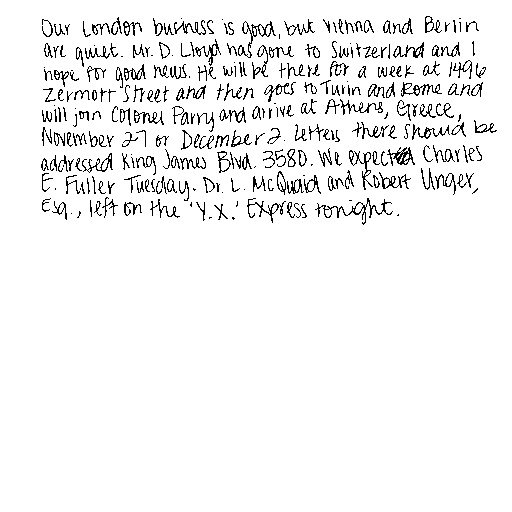 Our London business is good, but Vienna and Berlin
are quiet. Mr. D. Lloyd has gone to Switzerland and I
hope for good news. He will be there for a week at 1496
Zermott Street and then goes to Turin and Rome and
will join Colonel Parry and arrive at Athens, Greece,
November 27 or December 2. Letters there should be
addressed King James Blvd. 3580. We expect Charles
E. Fuller Tuesday. Dr. L. McQuaid and Robert Unger,
Esq., left on the 'Y.X.' Express tonight.